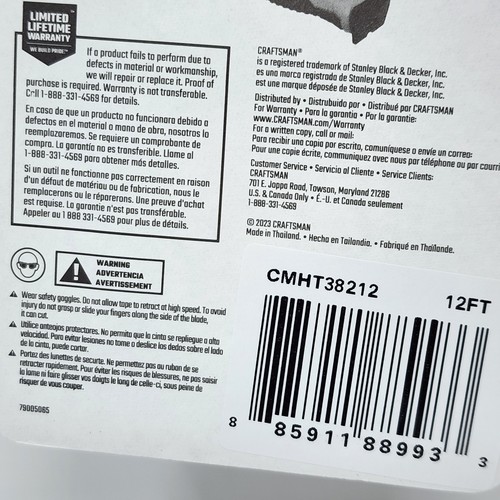 LIMITED
LIFETIME
WARRANTY
WE BUILD PRIDE™
If a product fails to perform due to
defects in material or workmanship,
we will repair or replace it. Proof of
purchase is required. Warranty is not transferable.
Call 1-888-331-4569 for details.
En caso de que un producto no funcionara debido a
defectos en el material o mano de obra, nosotros lo
reemplazaremos. Se requiere un comprobante de
compra. La garantía no es transferible. Llame al
1-888-331-4569 para obtener más detalles.
Si un outil ne fonctionne pas correctement en raison
d'un défaut de matériau ou de fabrication, nous le
remplacerons ou le réparerons. Une preuve d'achat
est requise. La garantie n'est pas transférable.
Appeler au 1 888 331-4569 pour plus de détails.
WARNING
ADVERTENCIA
AVERTISSEMENT
Wear safety goggles. Do not allow tape to retract at high speed. To avoid
injury do not grasp or slide your fingers along the side of the blade,
it can cut.
Utilice anteojos protectores. No permita que la cinta se repliegue a alta
velocidad. Para evitar lesiones no tome o deslice los dedos sobre el lado
de la cinta, puede cortar.
Portez des lunettes de securite. Ne permettez pas au ruban de se
retracter rapidement. Pour éviter les risques de blessures, ne pas saisir
la lame ni faire glisser vos doigts le long de celle-ci, sous peine de
risquer de vous couper.
79005065
CRAFTSMAN®
is a registered trademark of Stanley Black & Decker, Inc.
es una marca registrada de Stanley Black & Decker, Inc.
est une marque déposée de Stanley Black & Decker, Inc.
Distributed by • Distrubuido por • Distribué par CRAFTSMAN
For Warranty • Para la garantía • Por la garantie:
www.CRAFTSMAN.com/Warranty
For a written copy, call or mail:
Para recibir una copia por escrito, comuníquese o envíe un correo:
Pour une copie écrite, communiquez avec nous par téléphone ou par courri
Customer Service • Servicio al Cliente • Service Clients:
CRAFTSMAN
701 E. Joppa Road, Towson, Maryland 21286
U.S. & Canada Only • É.-U. et Canada seulement
1-888-331-4569
© 2023 CRAFTSMAN
Made in Thailand. • Hecho en Tailandia. • Fabriqué en Thaïlande.
CMHT38212 12FT
8 85911 88993 3